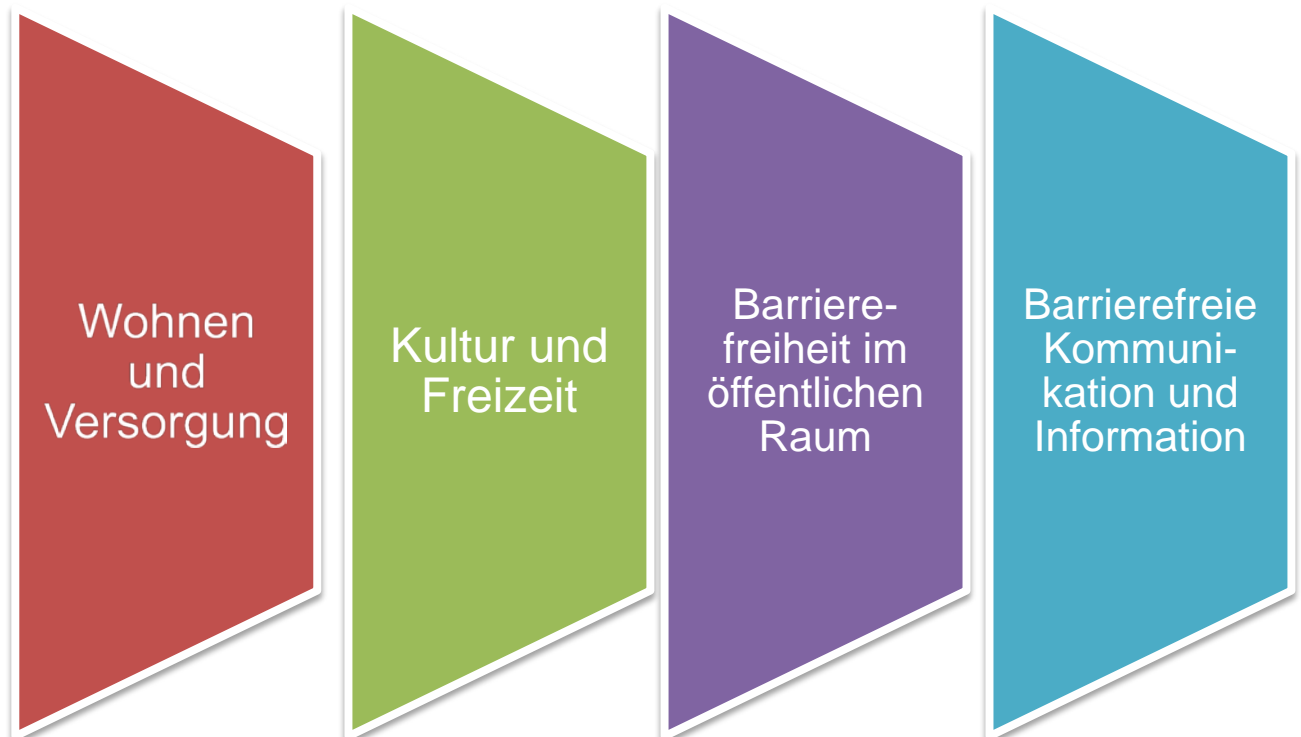 Wohnen
und
Versorgung
Kultur und
Freizeit
Barriere-
freiheit im
öffentlichen
Raum
Barrierefreie
Kommuni-
kation und
Information